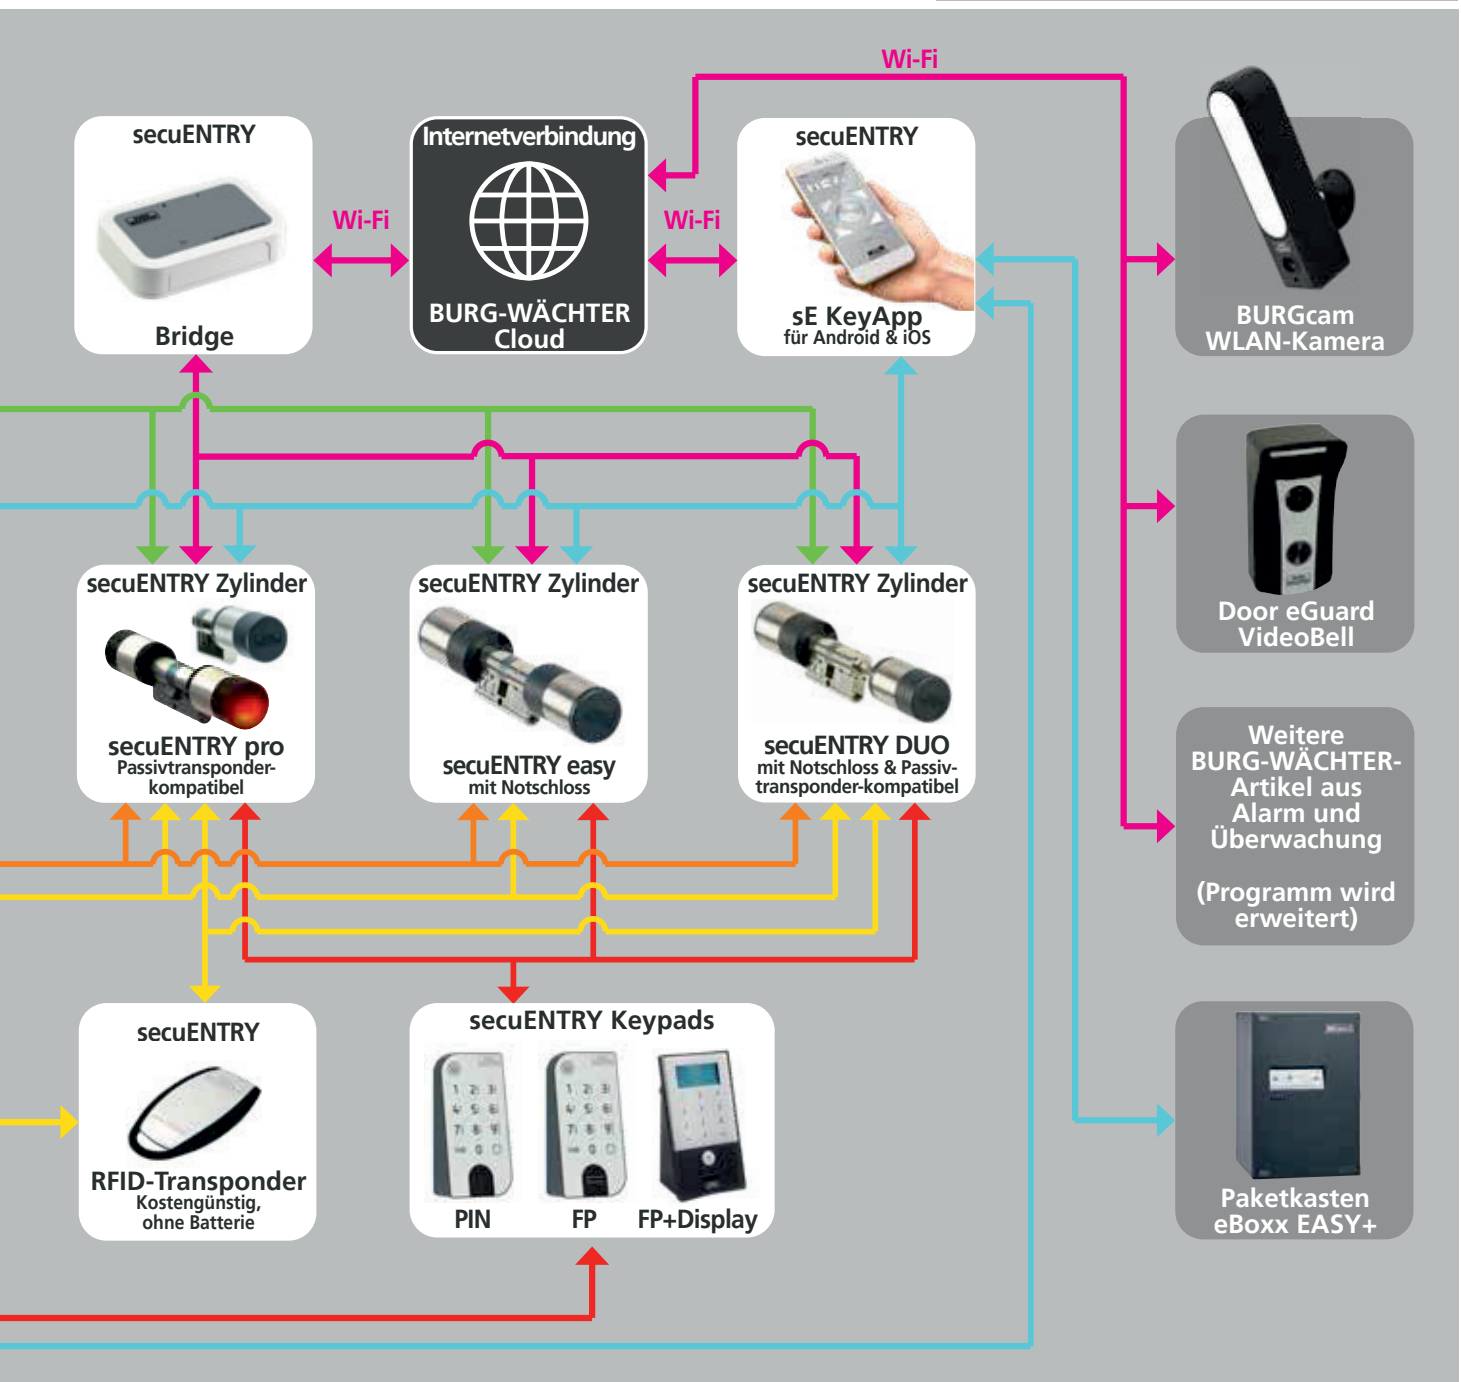 Wi-Fi
secuENTRY
Bridge
Wi-Fi
Internetverbindung
BURG-WÄCHTER
Cloud
Wi-Fi
secuENTRY
sE KeyApp
für Android & iOS
BURGcam
WLAN-Kamera
Door eGuard
VideoBell
secuENTRY Zylinder
secuENTRY pro
Passivtransponder-
kompatibel
secuENTRY Zylinder
secuENTRY easy
mit Notschloss
secuENTRY Zylinder
secuENTRY DUO
mit Notschloss & Passiv-
transponder-kompatibel
Weitere
BURG-WÄCHTER-
Artikel aus
Alarm und
Überwachung
(Programm wird
erweitert)
secuENTRY
RFID-Transponder
Kostengünstig,
ohne Batterie
secuENTRY Keypads
PIN
FP
FP+Display
Paketkasten
eBoxx EASY+